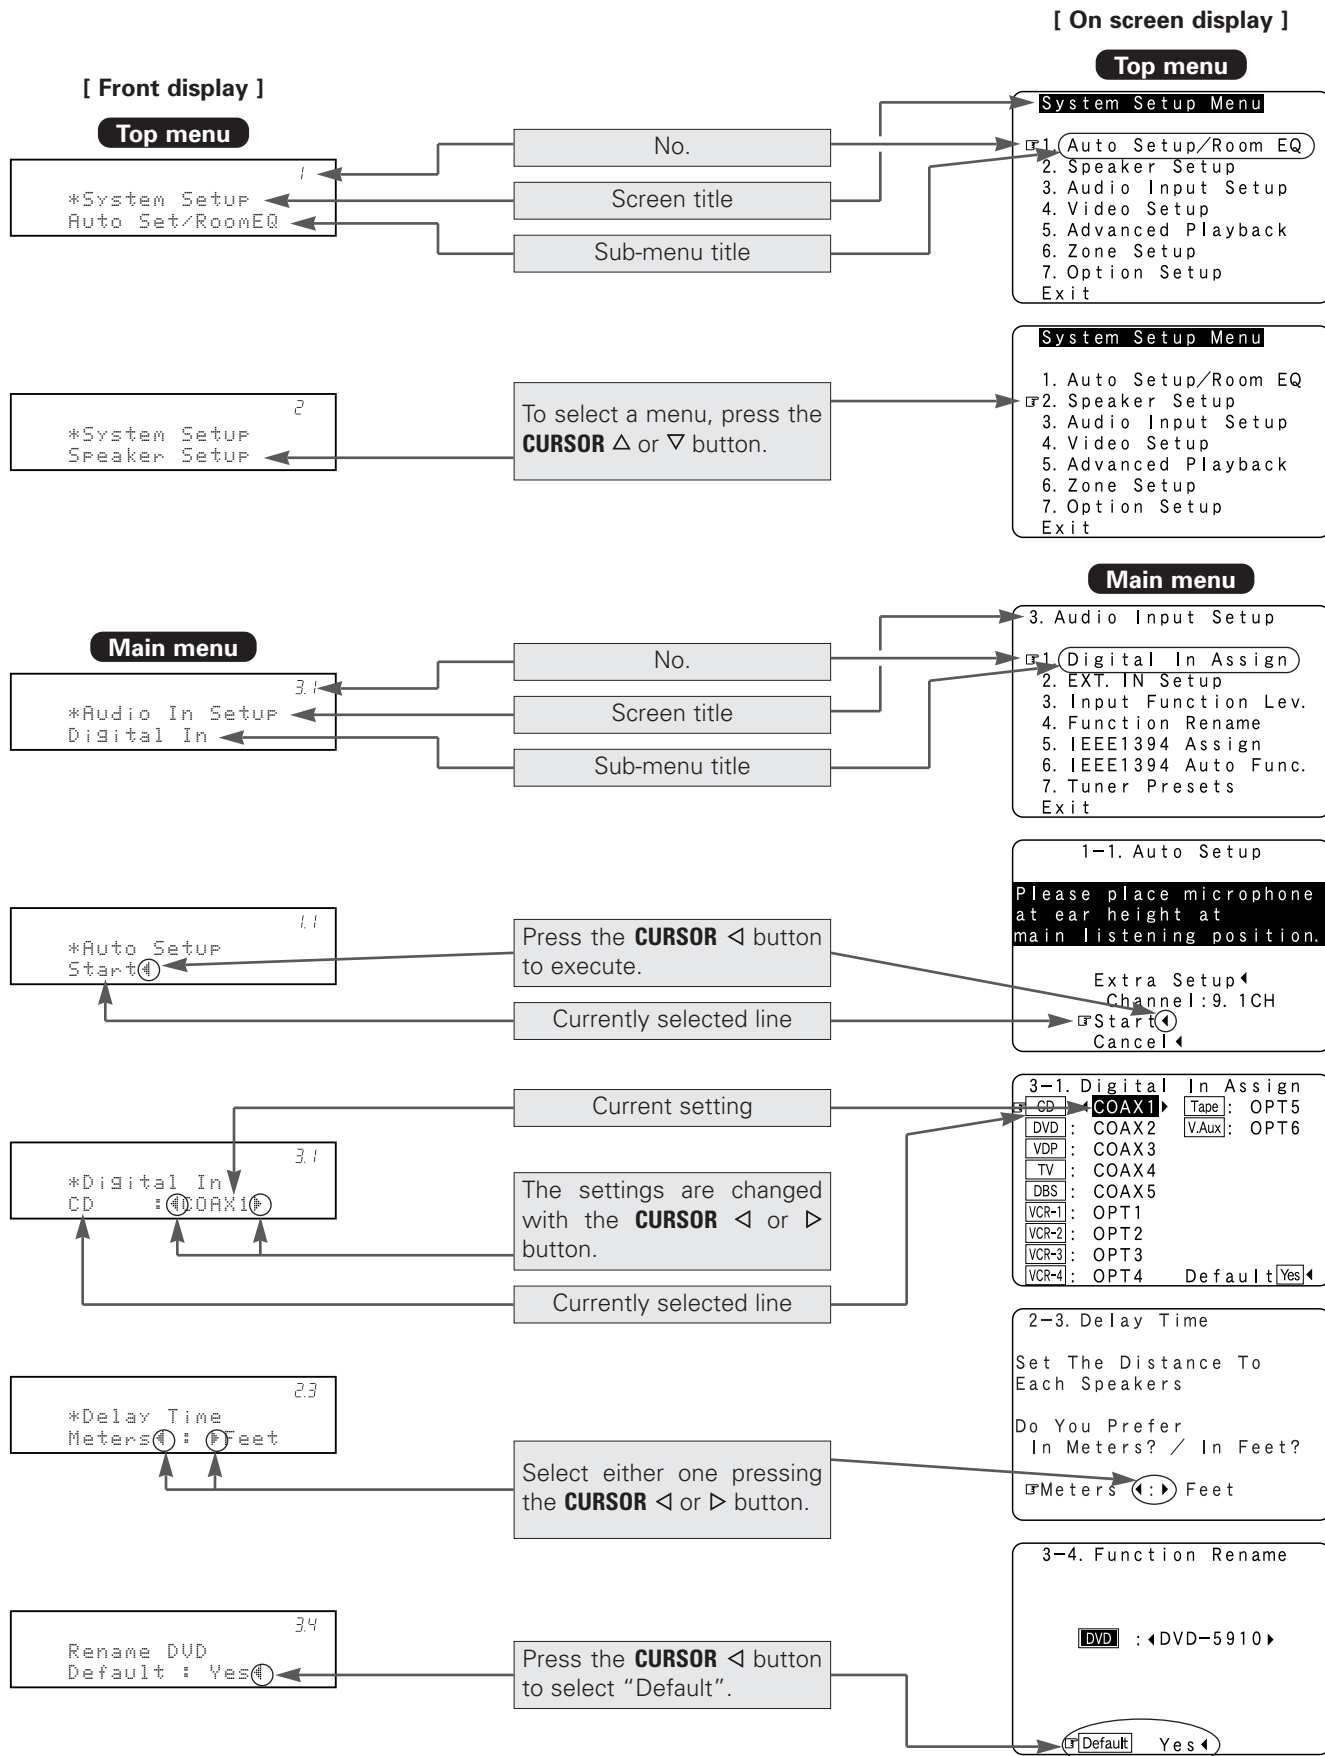 [ On screen display ]
Top menu
[ Front display ]
Top menu
1
*System Setup
Auto Set/RoomEQ
No.
Screen title
Sub-menu title
System Setup Menu
☞1. Auto Setup/Room EQ
2. Speaker Setup
3. Audio Input Setup
4. Video Setup
5. Advanced Playback
6. Zone Setup
7. Option Setup
Exit
2
*System Setup
Speaker Setup
To select a menu, press the
CURSOR △ or ▽ button.
System Setup Menu
1. Auto Setup/Room EQ
☞2. Speaker Setup
3. Audio Input Setup
4. Video Setup
5. Advanced Playback
6. Zone Setup
7. Option Setup
Exit
Main menu
Main menu
3.1
*Audio In Setup
Digital In
No.
Screen title
Sub-menu title
3. Audio Input Setup
☞1. Digital In Assign
2. EXT. IN Setup
3. Input Function Lev.
4. Function Rename
5. IEEE1394 Assign
6. IEEE1394 Auto Func.
7. Tuner Presets
Exit
1.1
*Auto Setup
Start◀
Press the CURSOR ◁ button
to execute.
Currently selected line
1-1. Auto Setup
Please place microphone
at ear height at
main listening position.
Extra Setup◀
Channel:9. 1CH
☞Start◀
Cancel◀
3.1
*Digital In
CD :◀COAX1▶
Current setting
The settings are changed
with the CURSOR ◁ or ▷
button.
Currently selected line
3-1. Digital In Assign
☞CD ◀COAX1▶ Tape: OPT5
DVD: COAX2 V.Aux: OPT6
VDP: COAX3
TV: COAX4
DBS: COAX5
VCR-1: OPT1
VCR-2: OPT2
VCR-3: OPT3
VCR-4: OPT4 Default Yes◀
2.3
*Delay Time
Meters◀ : ▶Feet
Select either one pressing
the CURSOR ◁ or ▷ button.
2-3. Delay Time
Set The Distance To
Each Speakers
Do You Prefer
In Meters? / In Feet?
☞Meters ◀:▶ Feet
3.4
Rename DVD
Default : Yes◀
Press the CURSOR ◁ button
to select “Default”.
3-4. Function Rename
DVD :◀DVD-5910▶
☞Default Yes◀